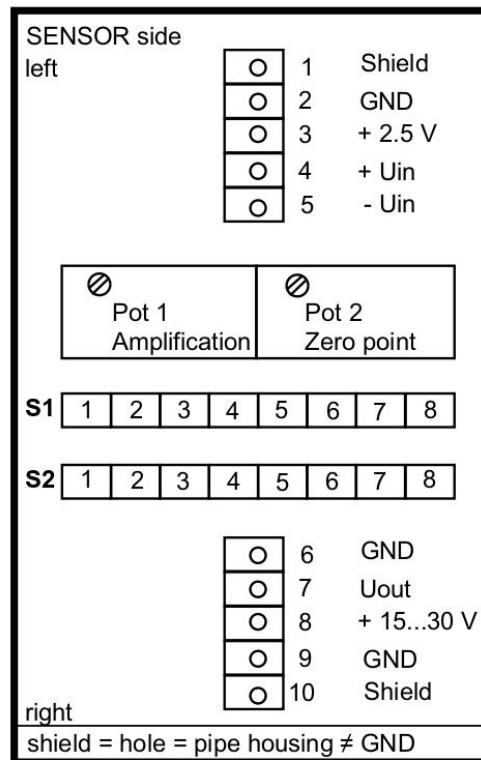 SENSOR side
left
1 Shield
2 GND
3 + 2.5 V
4 + Uin
5 - Uin
Pot 1 Pot 2
Amplification Zero point
S1 1 2 3 4 5 6 7 8
S2 1 2 3 4 5 6 7 8
6 GND
7 Uout
8 + 15...30 V
9 GND
10 Shield
right
shield = hole = pipe housing ≠ GND